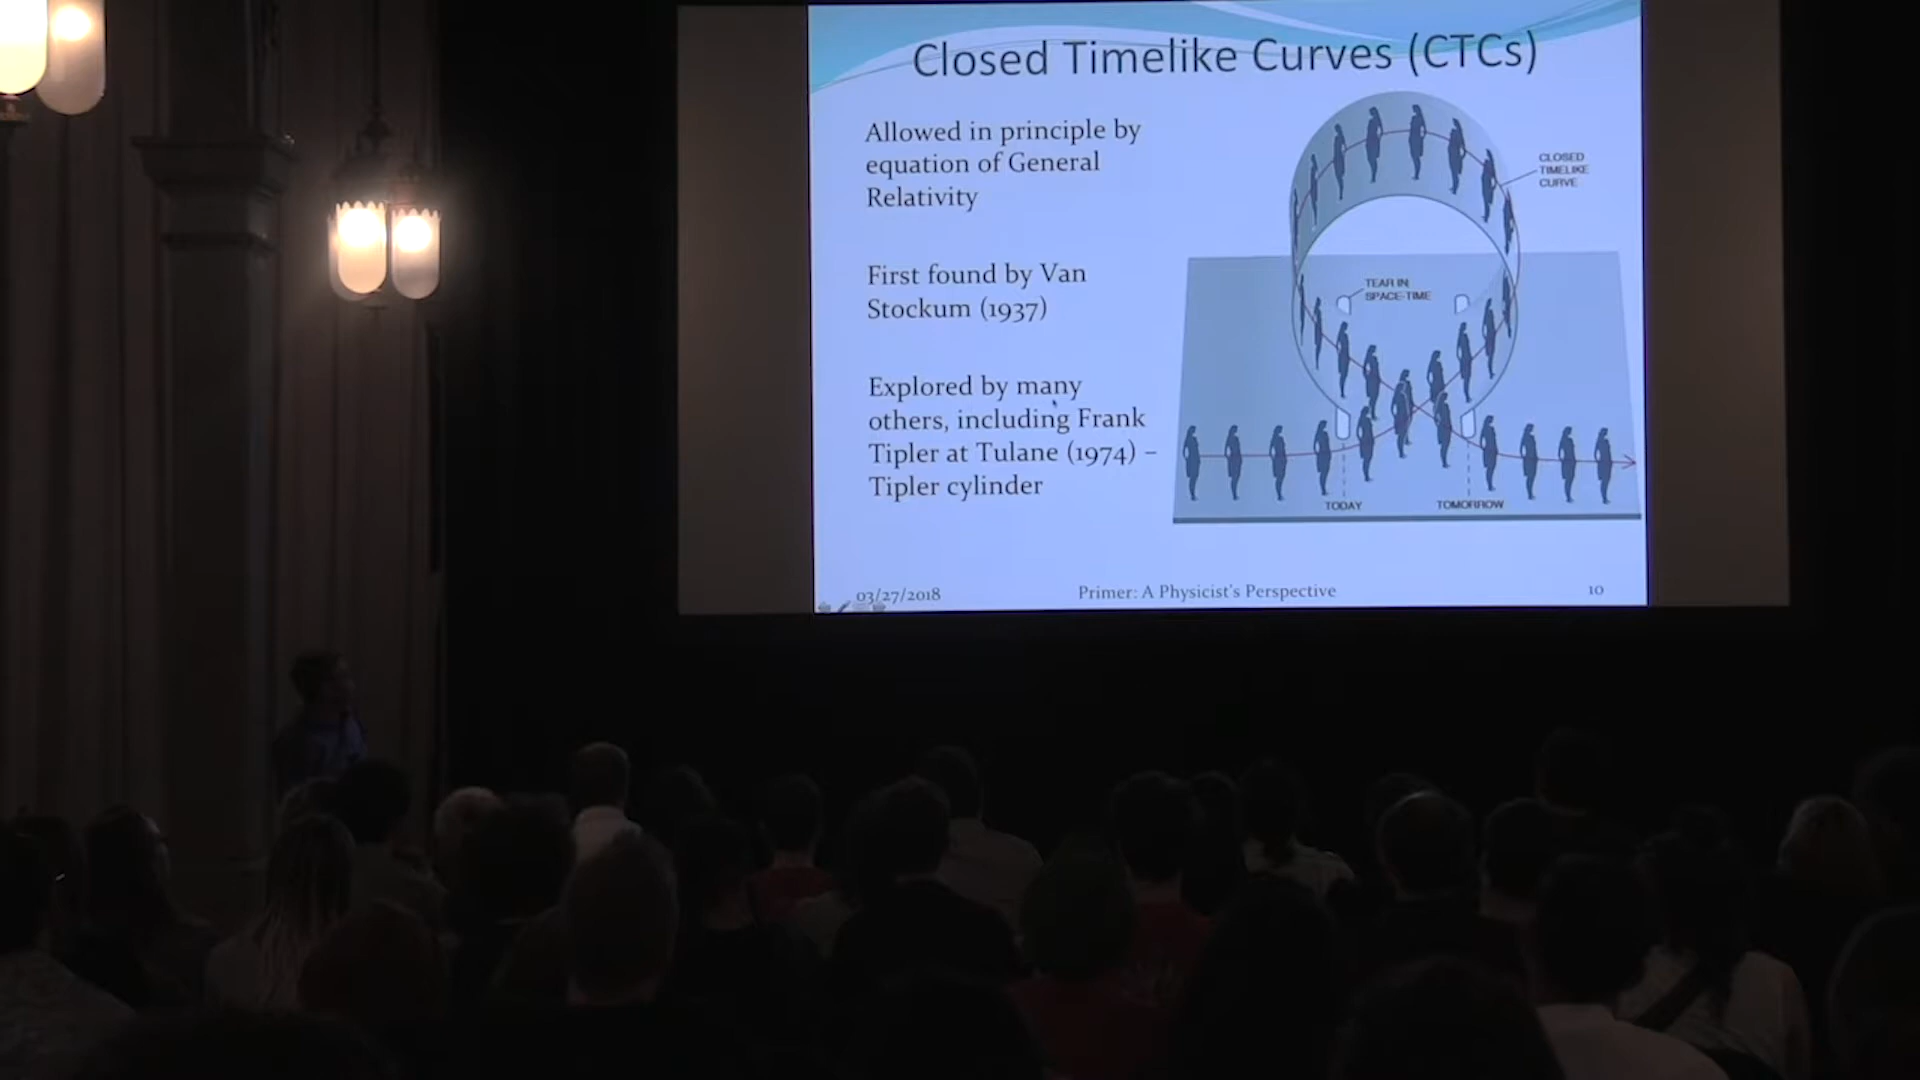 Closed Timelike Curves (CTCs)
Allowed in principle by
equation of General
Relativity
First found by Van
Stockum (1937)
Explored by many
others, including Frank
Tipler at Tulane (1974) –
Tipler cylinder
CLOSED
TIMELIKE
CURVE
TEAR IN
SPACE-TIME
TODAY
TOMORROW
03/27/2018
Primer: A Physicist's Perspective
10